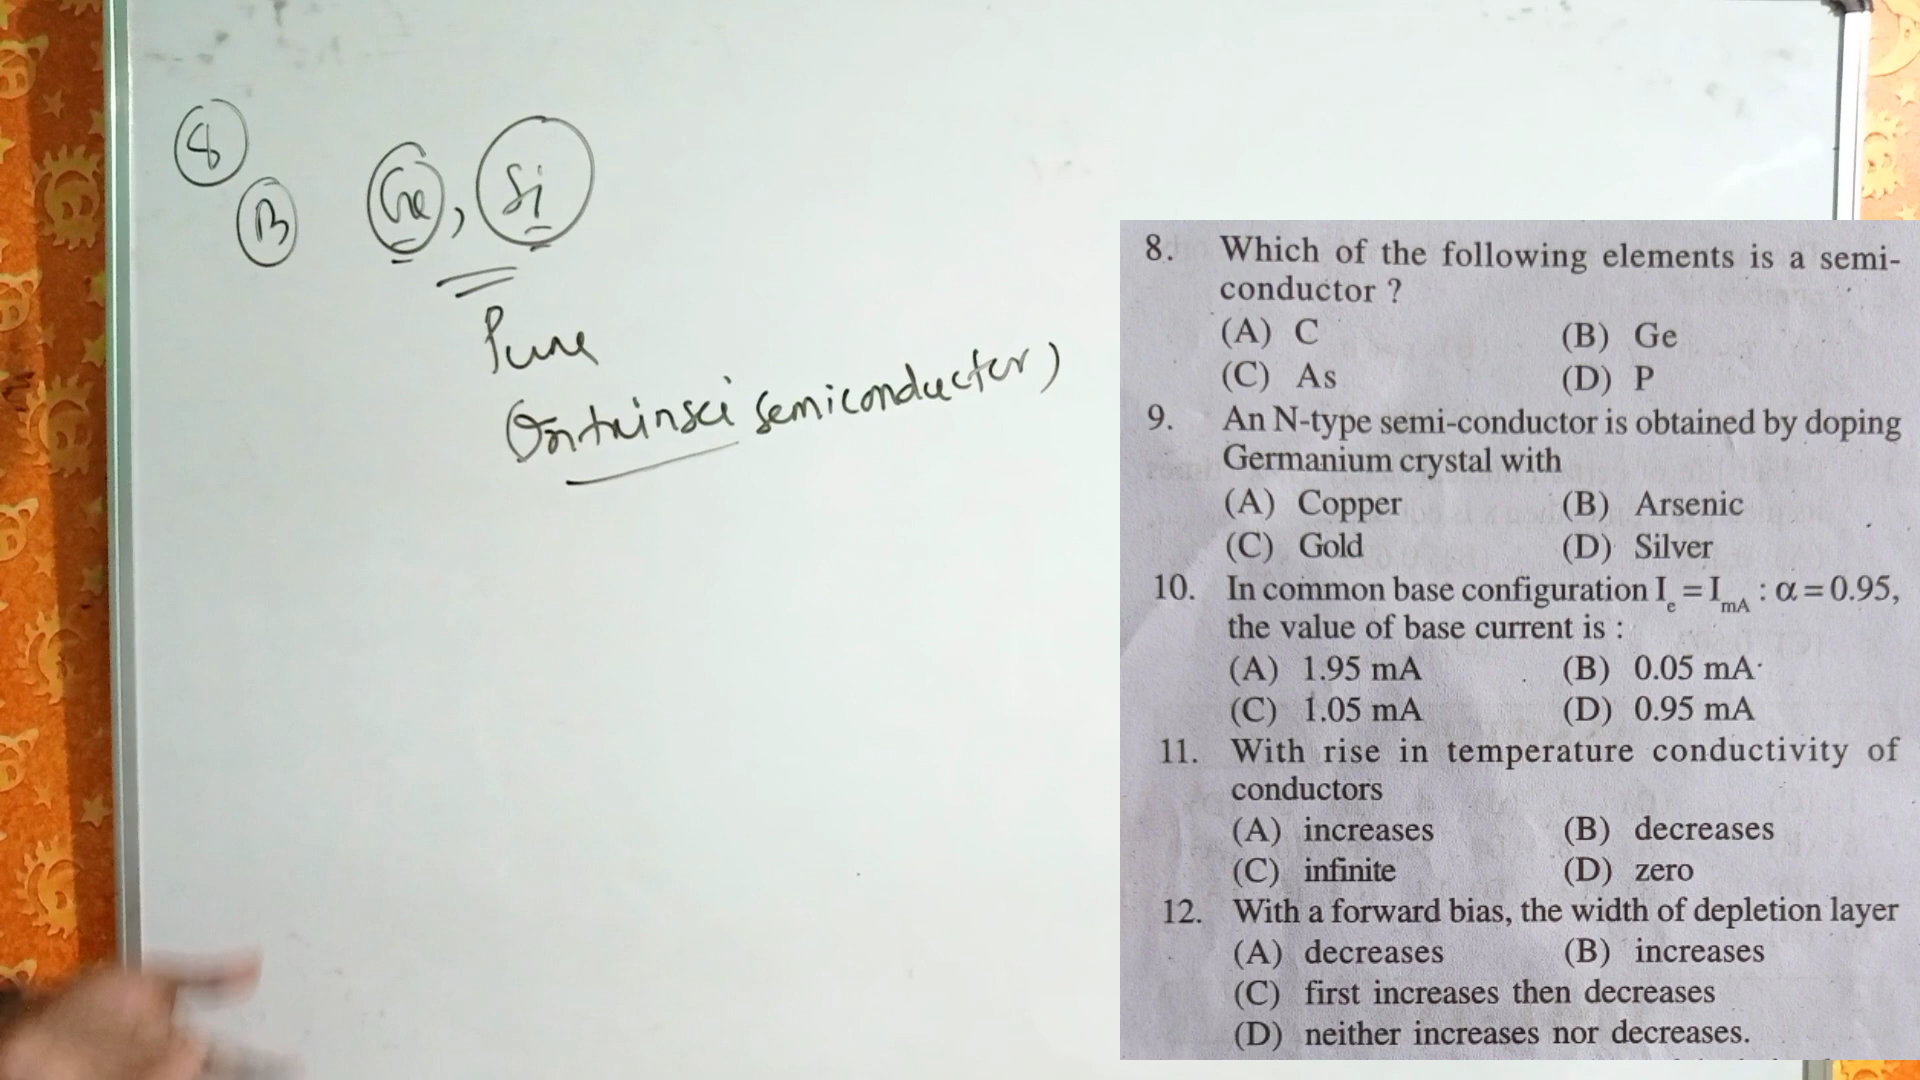 8
B Ge, Si
Pure
(Intrinsci semiconductor)
8. Which of the following elements is a semi-
conductor ?
(A) C (B) Ge
(C) As (D) P
9. An N-type semi-conductor is obtained by doping
Germanium crystal with
(A) Copper (B) Arsenic
(C) Gold (D) Silver
10. In common base configuration Iₑ = I mA : α = 0.95,
the value of base current is :
(A) 1.95 mA (B) 0.05 mA
(C) 1.05 mA (D) 0.95 mA
11. With rise in temperature conductivity of
conductors
(A) increases (B) decreases
(C) infinite (D) zero
12. With a forward bias, the width of depletion layer
(A) decreases (B) increases
(C) first increases then decreases
(D) neither increases nor decreases.